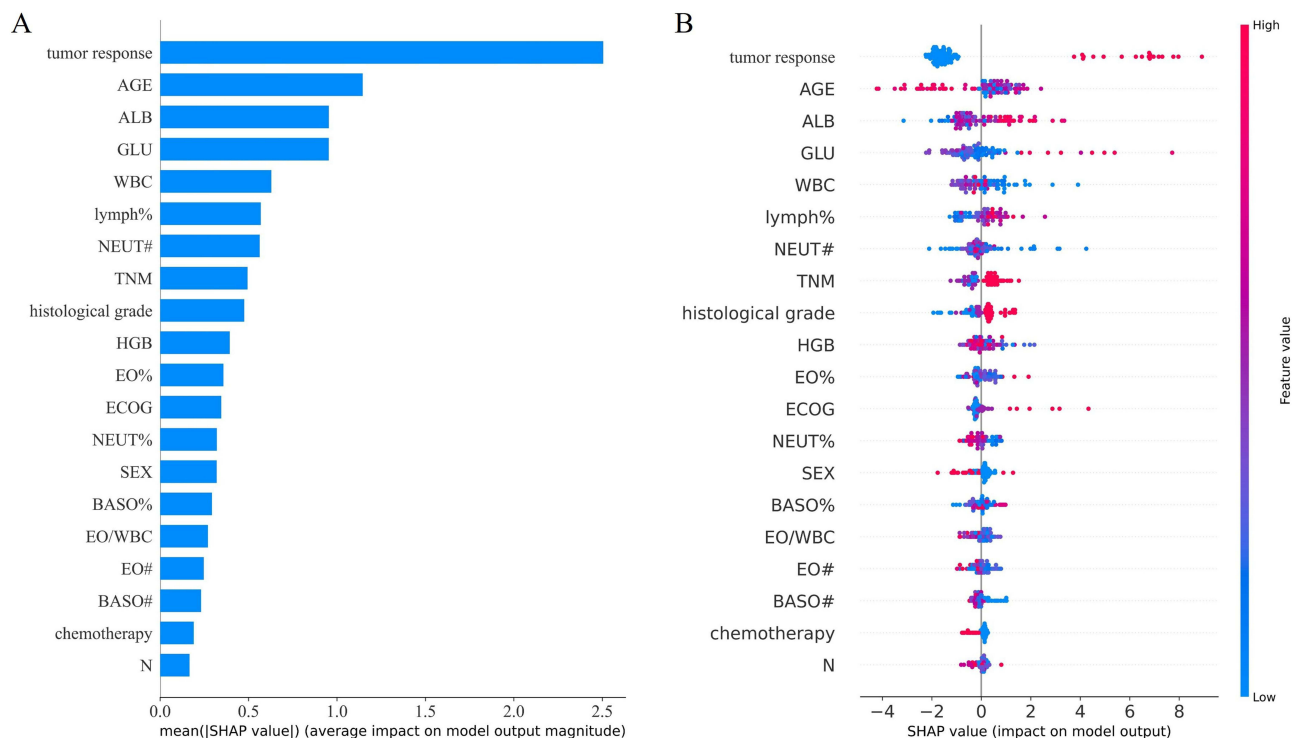 A
tumor response
AGE
ALB
GLU
WBC
lymph%
NEUT#
TNM
histological grade
HGB
EO%
ECOG
NEUT%
SEX
BASO%
EO/WBC
EO#
BASO#
chemotherapy
N
0.0 0.5 1.0 1.5 2.0 2.5
mean(|SHAP value|) (average impact on model output magnitude)
B
tumor response
AGE
ALB
GLU
WBC
lymph%
NEUT#
TNM
histological grade
HGB
EO%
ECOG
NEUT%
SEX
BASO%
EO/WBC
EO#
BASO#
chemotherapy
N
−4 −2 0 2 4 6 8
SHAP value (impact on model output)
High
Feature value
Low